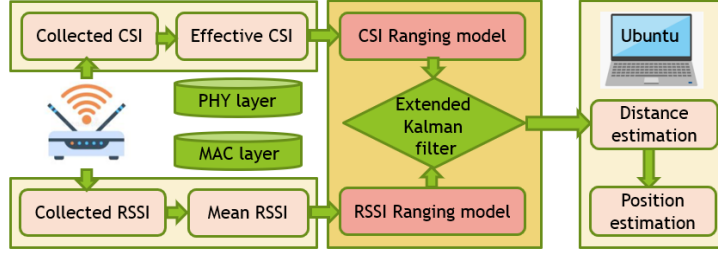 Collected CSI
Effective CSI
CSI Ranging model
Ubuntu
PHY layer
MAC layer
Extended
Kalman
filter
Distance
estimation
Collected RSSI
Mean RSSI
RSSI Ranging model
Position
estimation